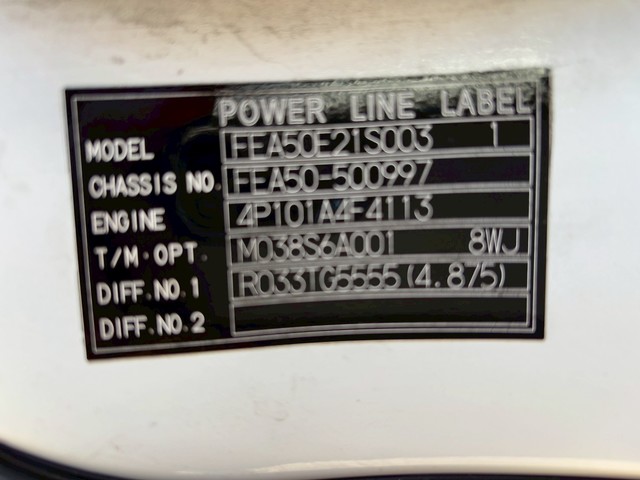 POWER LINE LABEL
MODEL FEA50E21S003 1
CHASSIS NO. FEA50-500997
ENGINE 4P101A4F4113
T/M·OPT. M038S6A001 8WJ
DIFF.NO.1 R033TG5555(4.875)
DIFF.NO.2